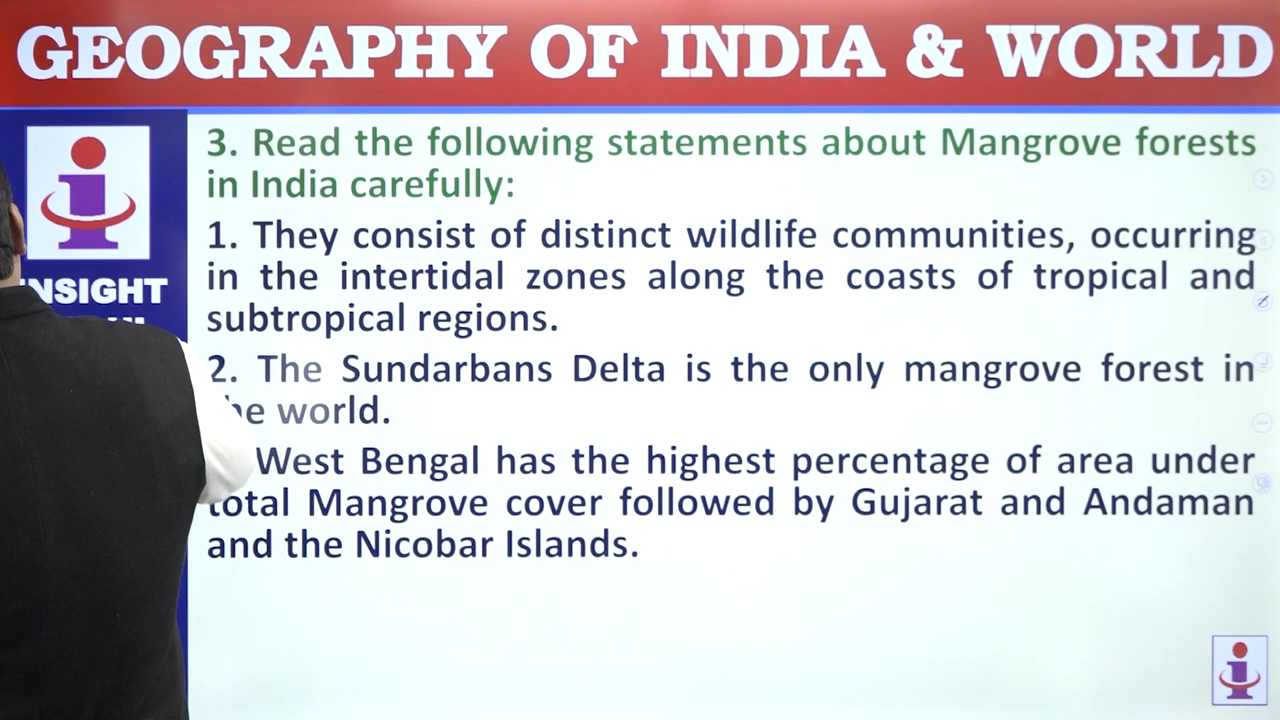 GEOGRAPHY OF INDIA & WORLD
3. Read the following statements about Mangrove forests
in India carefully:
1. They consist of distinct wildlife communities, occurring
in the intertidal zones along the coasts of tropical and
subtropical regions.
2. The Sundarbans Delta is the only mangrove forest in
world.
West Bengal has the highest percentage of area under
total Mangrove cover followed by Gujarat and Andaman
and the Nicobar Islands.